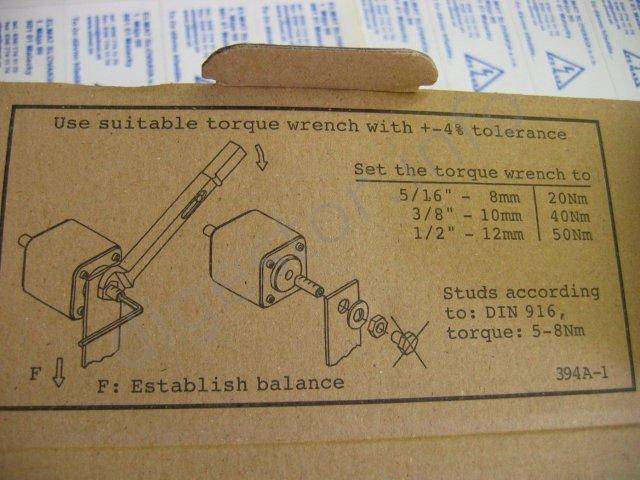 Use suitable torque wrench with +-4% tolerance
Set the torque wrench to
5/16" - 8mm 20Nm
3/8" - 10mm 40Nm
1/2" - 12mm 50Nm
Studs according
to: DIN 916,
torque: 5-8Nm
F
F: Establish balance
394A-1